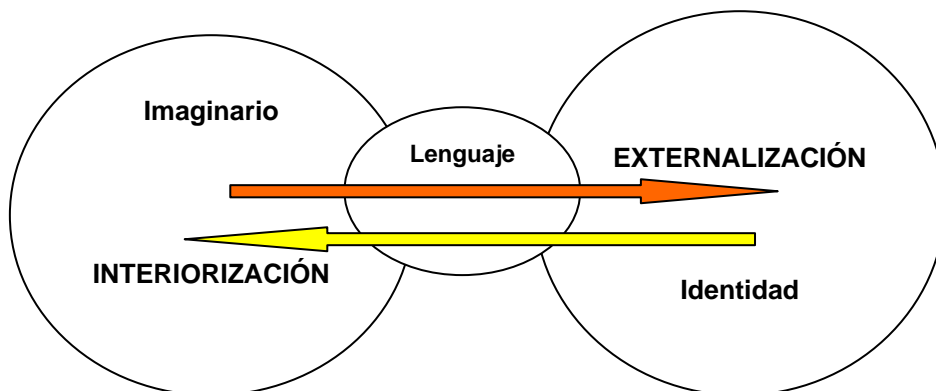 Imaginario
Lenguaje
EXTERNALIZACIÓN
INTERIORIZACIÓN
Identidad